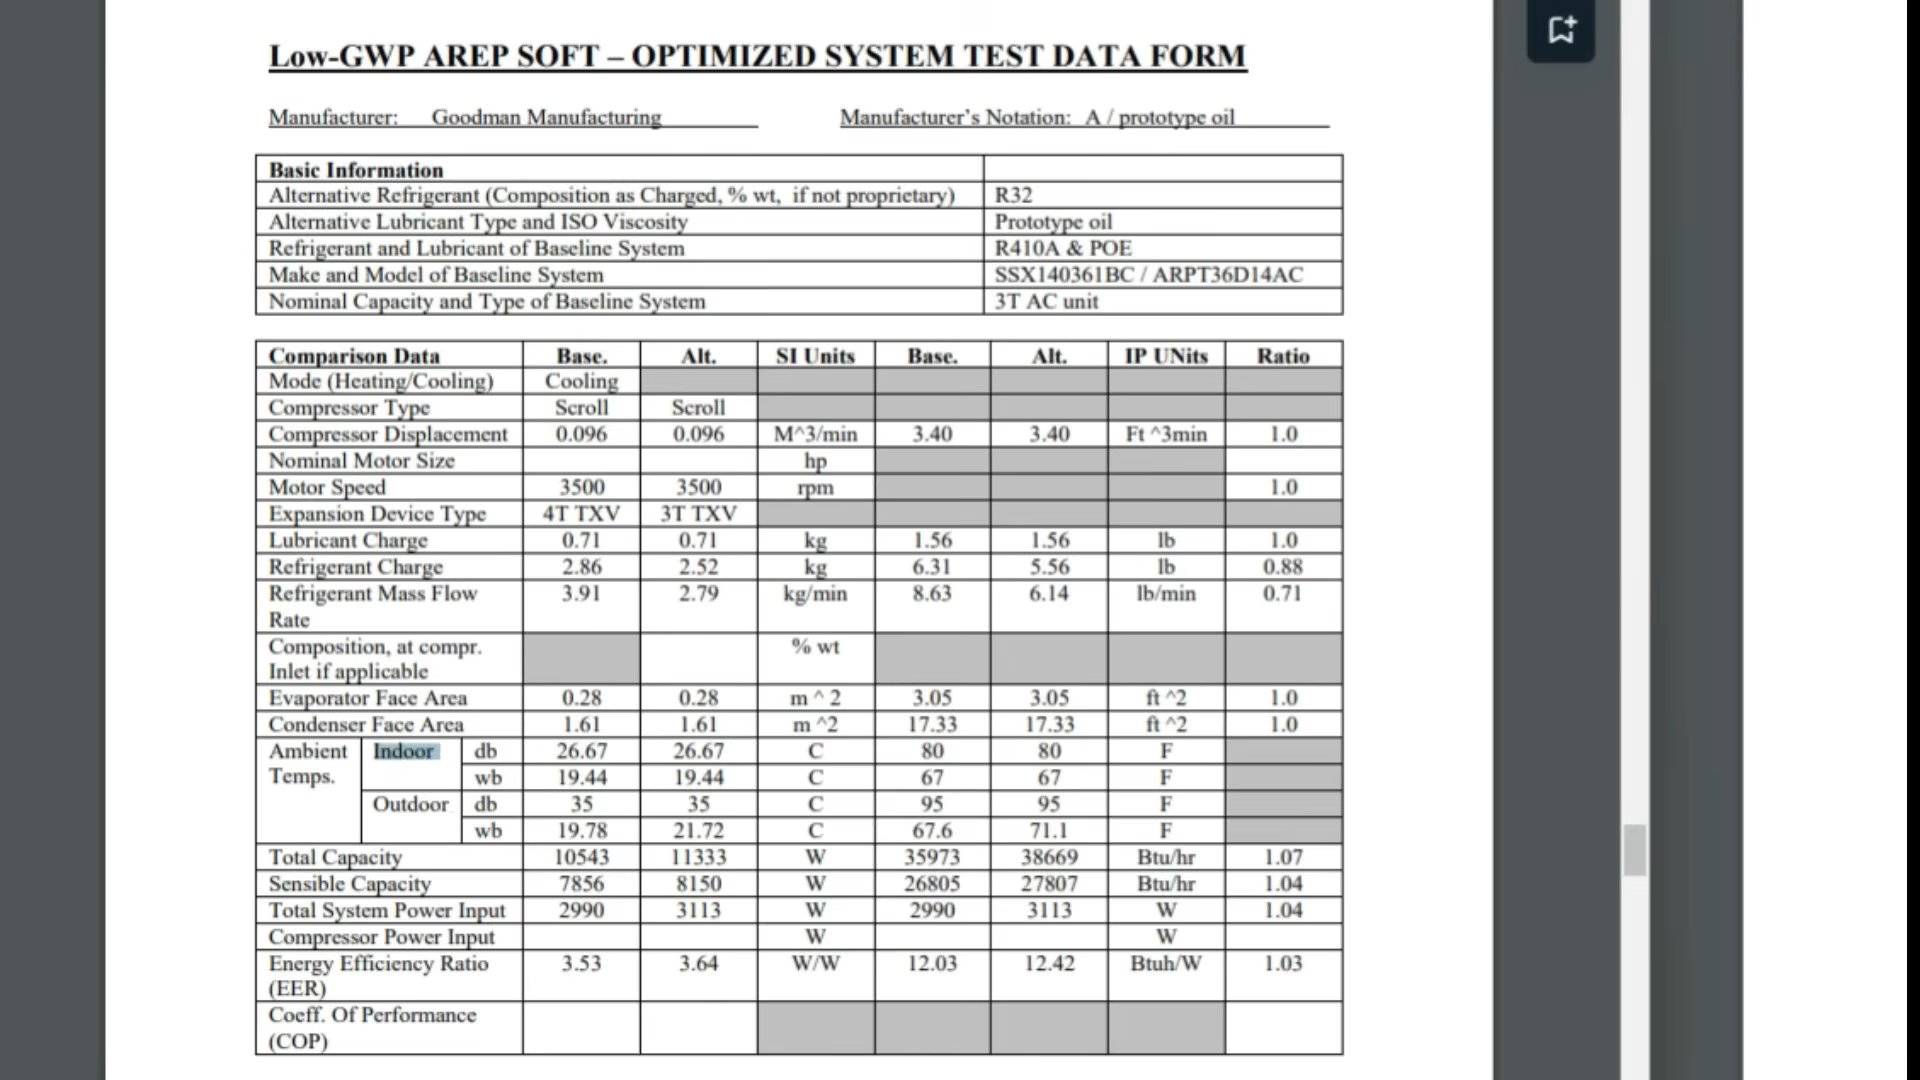 Low-GWP AREP SOFT – OPTIMIZED SYSTEM TEST DATA FORM
Manufacturer: Goodman Manufacturing Manufacturer's Notation: A / prototype oil
Basic Information
Alternative Refrigerant (Composition as Charged, % wt, if not proprietary) R32
Alternative Lubricant Type and ISO Viscosity Prototype oil
Refrigerant and Lubricant of Baseline System R410A & POE
Make and Model of Baseline System SSX140361BC / ARPT36D14AC
Nominal Capacity and Type of Baseline System 3T AC unit
Comparison Data Base. Alt. SI Units Base. Alt. IP UNits Ratio
Mode (Heating/Cooling) Cooling
Compressor Type Scroll Scroll
Compressor Displacement 0.096 0.096 M^3/min 3.40 3.40 Ft ^3min 1.0
Nominal Motor Size hp
Motor Speed 3500 3500 rpm 1.0
Expansion Device Type 4T TXV 3T TXV
Lubricant Charge 0.71 0.71 kg 1.56 1.56 lb 1.0
Refrigerant Charge 2.86 2.52 kg 6.31 5.56 lb 0.88
Refrigerant Mass Flow 3.91 2.79 kg/min 8.63 6.14 lb/min 0.71
Rate
Composition, at compr. % wt
Inlet if applicable
Evaporator Face Area 0.28 0.28 m ^ 2 3.05 3.05 ft ^2 1.0
Condenser Face Area 1.61 1.61 m ^2 17.33 17.33 ft ^2 1.0
Ambient Indoor db 26.67 26.67 C 80 80 F
Temps. wb 19.44 19.44 C 67 67 F
Outdoor db 35 35 C 95 95 F
wb 19.78 21.72 C 67.6 71.1 F
Total Capacity 10543 11333 W 35973 38669 Btu/hr 1.07
Sensible Capacity 7856 8150 W 26805 27807 Btu/hr 1.04
Total System Power Input 2990 3113 W 2990 3113 W 1.04
Compressor Power Input W W
Energy Efficiency Ratio 3.53 3.64 W/W 12.03 12.42 Btuh/W 1.03
(EER)
Coeff. Of Performance
(COP)